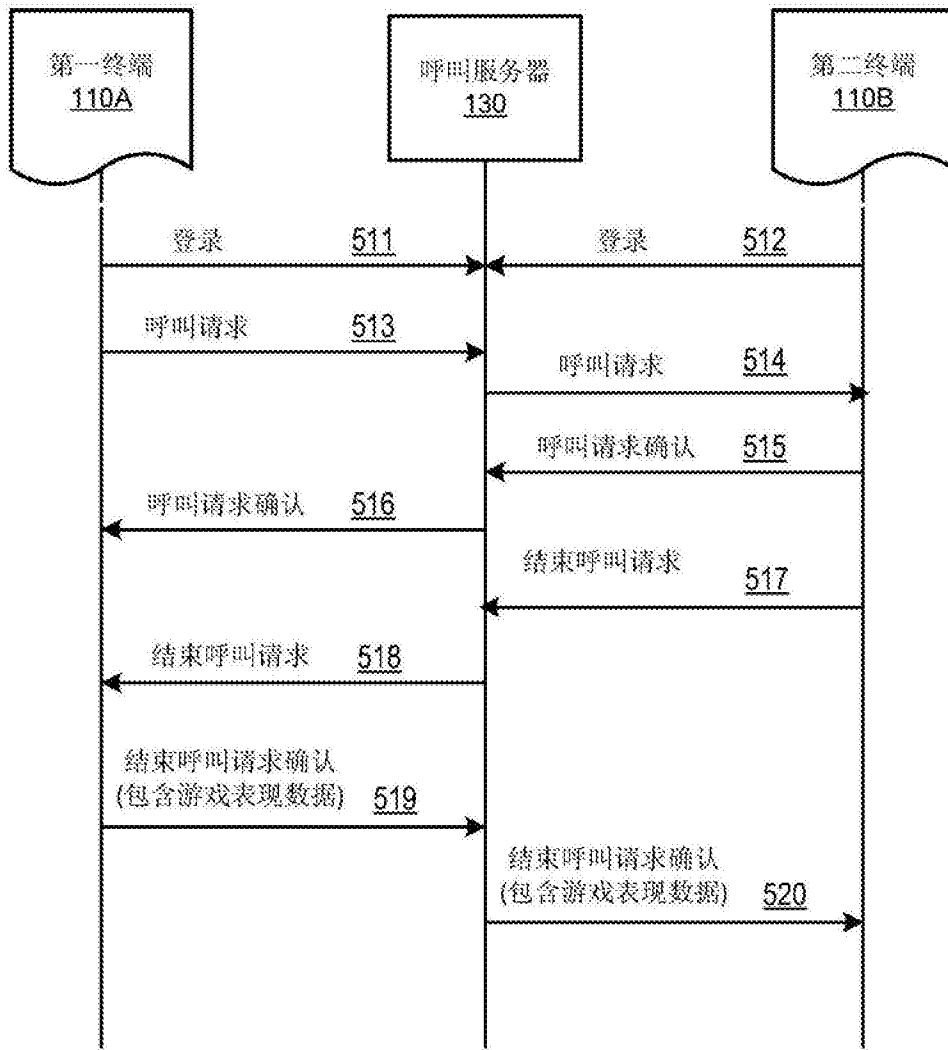 第一终端
110A
呼叫服务器
130
第二终端
110B
登录 511
登录 512
呼叫请求 513
呼叫请求 514
呼叫请求确认 515
呼叫请求确认 516
结束呼叫请求 517
结束呼叫请求 518
结束呼叫请求确认
(包含游戏表现数据) 519
结束呼叫请求确认
(包含游戏表现数据) 520